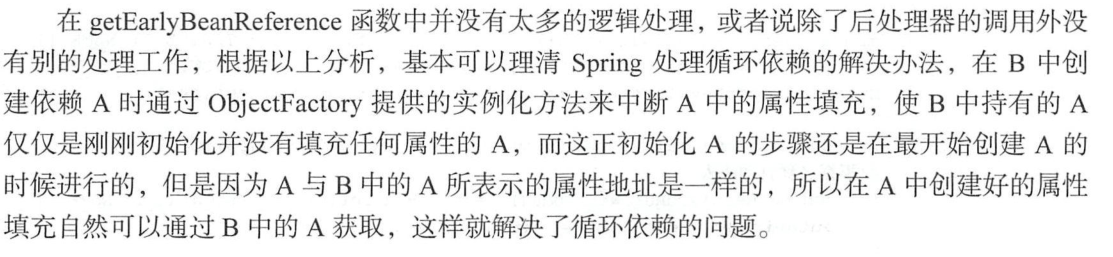 在 getEarlyBeanReference 函数中并没有太多的逻辑处理，或者说除了后处理器的调用外没
有别的处理工作，根据以上分析，基本可以理清 Spring 处理循环依赖的解决办法，在 B 中创
建依赖 A 时通过 ObjectFactory 提供的实例化方法来中断 A 中的属性填充，使 B 中持有的 A
仅仅是刚刚初始化并没有填充任何属性的 A，而这正初始化 A 的步骤还是在最开始创建 A 的
时候进行的，但是因为 A 与 B 中的 A 所表示的属性地址是一样的，所以在 A 中创建好的属性
填充自然可以通过 B 中的 A 获取，这样就解决了循环依赖的问题。